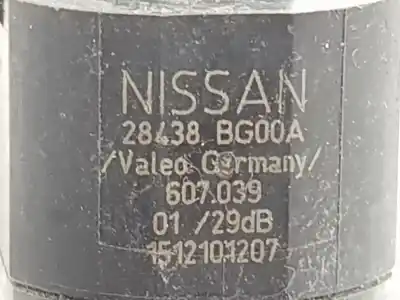 NISSAN
28438 BG00A
/Valeo Germany/
607.039
01 /29dB
1512101207